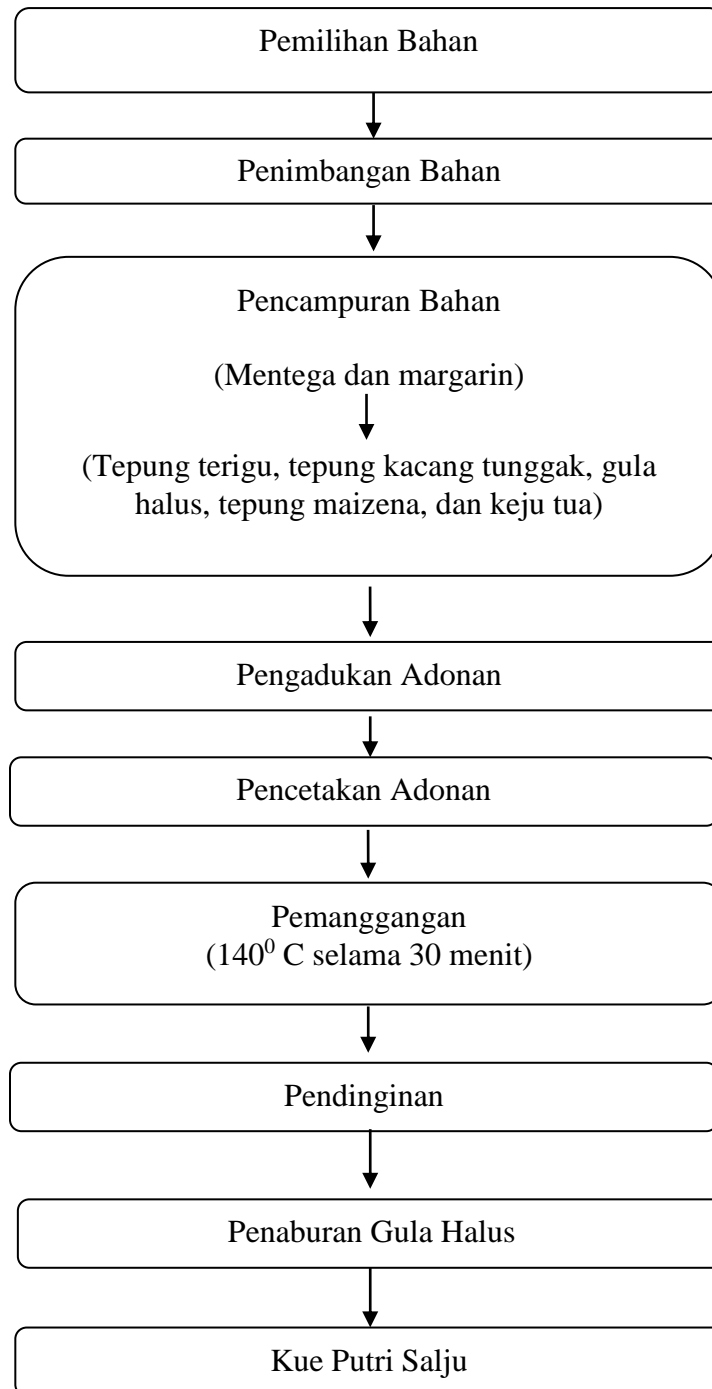 Pemilihan Bahan
Penimbangan Bahan
Pencampuran Bahan
(Mentega dan margarin)
(Tepung terigu, tepung kacang tunggak, gula
halus, tepung maizena, dan keju tua)
Pengadukan Adonan
Pencetakan Adonan
Pemanggangan
(140⁰ C selama 30 menit)
Pendinginan
Penaburan Gula Halus
Kue Putri Salju